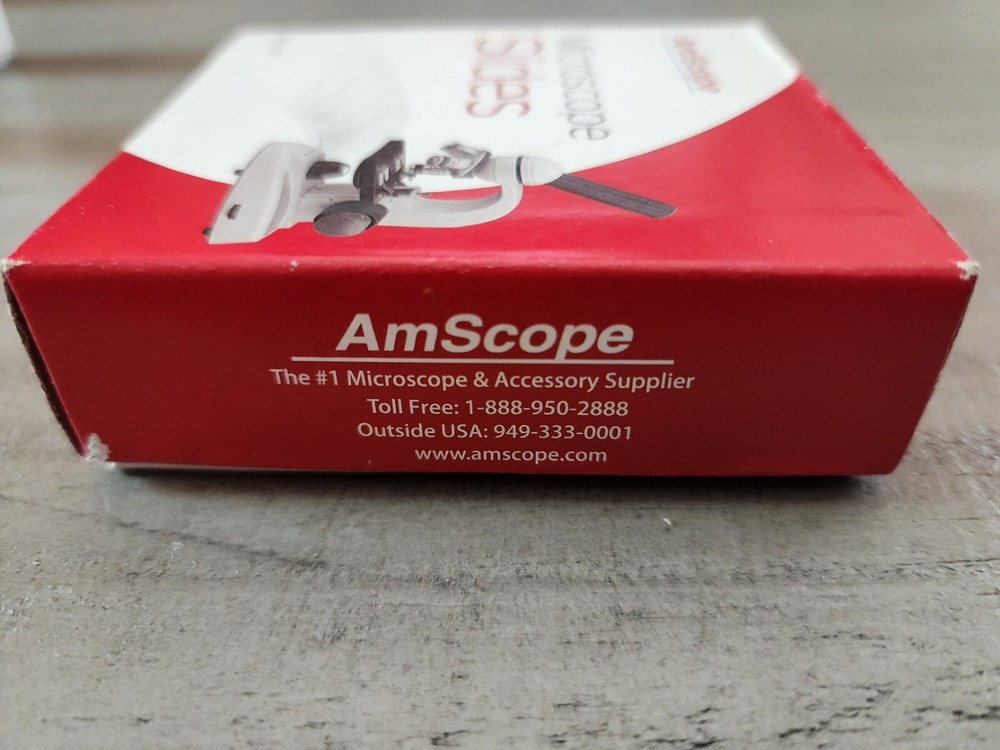 AmScope
Microscope
Slides
AmScope
The #1 Microscope & Accessory Supplier
Toll Free: 1-888-950-2888
Outside USA: 949-333-0001
www.amscope.com